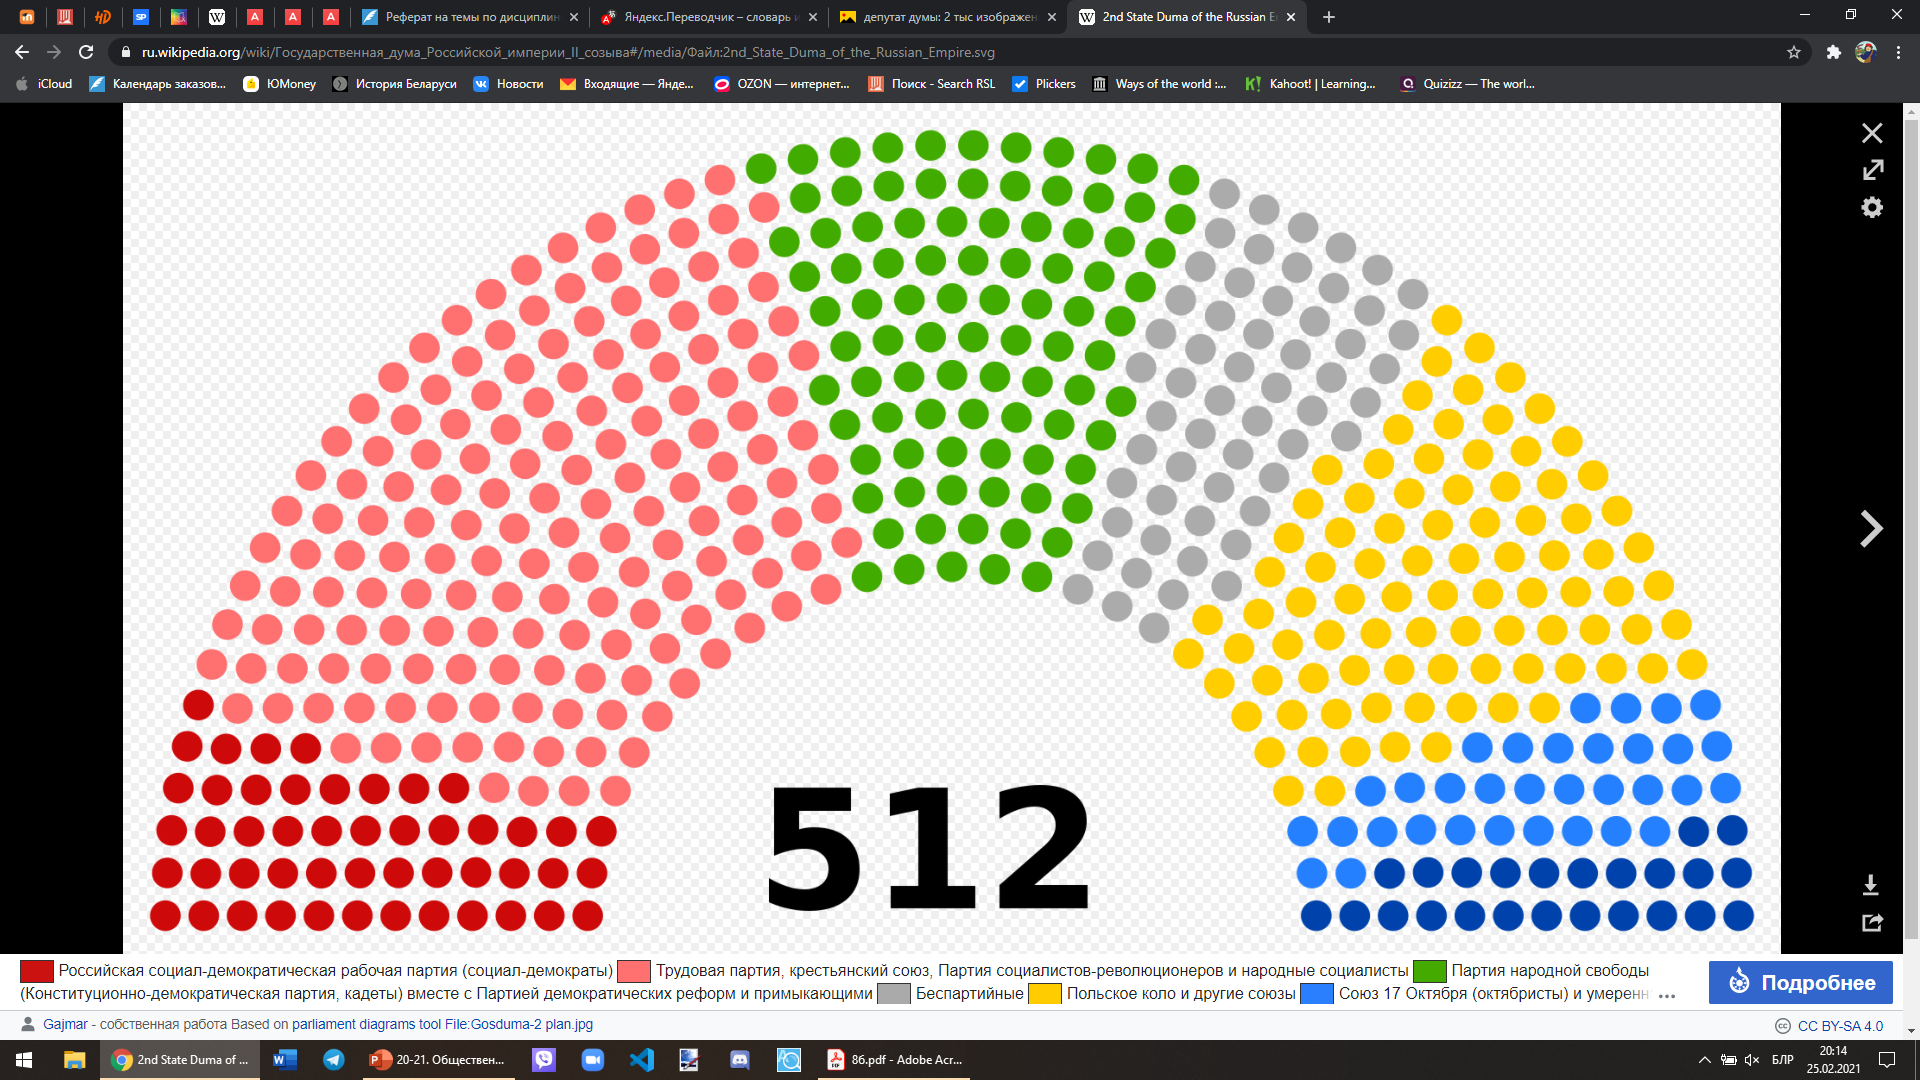 Реферат на темы по дисциплин
Яндекс.Переводчик – словарь и
депутат думы: 2 тыс изображен
2nd State Duma of the Russian E
ru.wikipedia.org/wiki/Государственная_дума_Российской_империи_II_созыва#/media/Файл:2nd_State_Duma_of_the_Russian_Empire.svg
iCloud
Календарь заказов...
ЮMoney
История Беларуси
Новости
Входящие — Янде...
OZON — интернет...
Поиск - Search RSL
Plickers
Ways of the world :...
Kahoot! | Learning...
Quizizz — The worl...
512
Российская социал-демократическая рабочая партия (социал-демократы) Трудовая партия, крестьянский союз, Партия социалистов-революционеров и народные социалисты Партия народной свободы
(Конституционно-демократическая партия, кадеты) вместе с Партией демократических реформ и примыкающими Беспартийные Польское коло и другие союзы Союз 17 Октября (октябристы) и умеренн ...
Подробнее
Gajmar - собственная работа Based on parliament diagrams tool File:Gosduma-2 plan.jpg
CC BY-SA 4.0
2nd State Duma of ...
20-21. Обществен...
86.pdf - Adobe Acr...
БЛР
20:14
25.02.2021